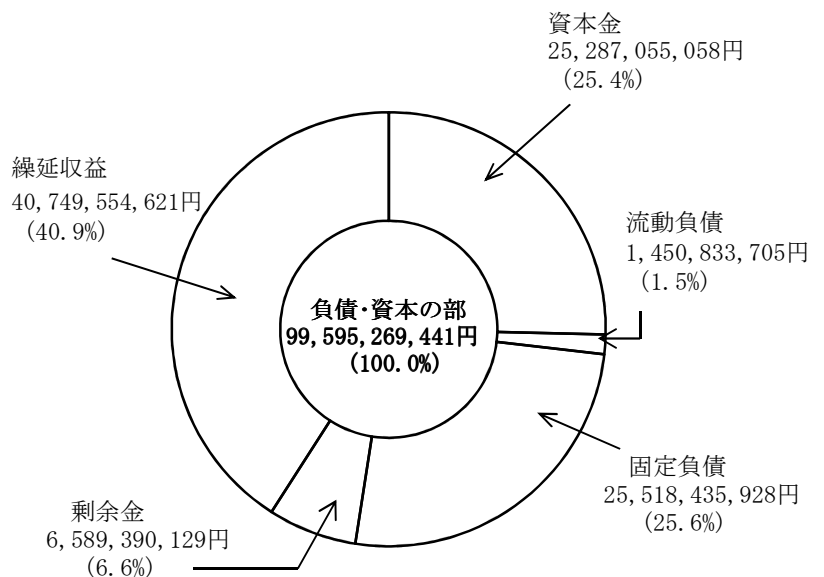 資本金
25,287,055,058円
(25.4%)
繰延収益
40,749,554,621円
(40.9%)
流動負債
1,450,833,705円
(1.5%)
負債・資本の部
99,595,269,441円
(100.0%)
固定負債
25,518,435,928円
(25.6%)
剰余金
6,589,390,129円
(6.6%)